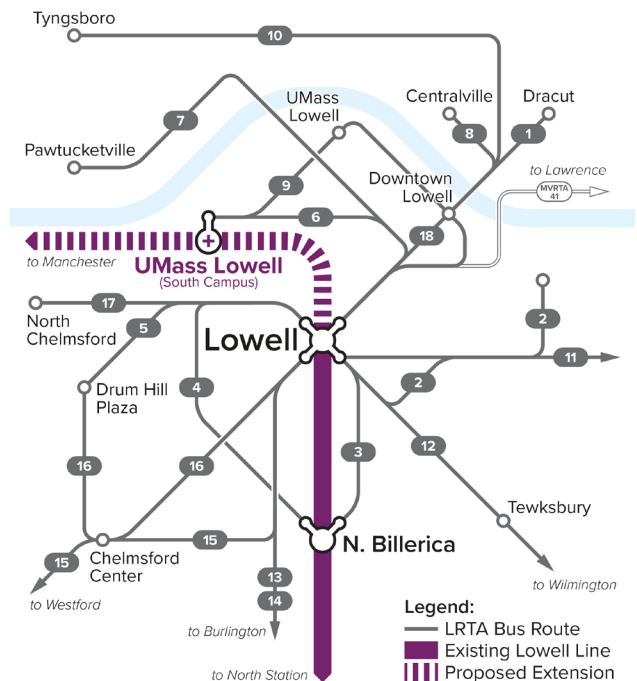 Tyngsboro
10
UMass
Lowell
Centralville
Dracut
7
8
1
Pawtucketville
to Lawrence
Downtown
Lowell
MVRTA
41
9
6
18
to Manchester
UMass Lowell
(South Campus)
17
North
Chelmsford
5
Lowell
2
11
Drum Hill
Plaza
4
2
16
16
3
12
Tewksbury
15
N. Billerica
Chelmsford
Center
15
to Westford
13
14
to Wilmington
to Burlington
Legend:
LRTA Bus Route
Existing Lowell Line
Proposed Extension
to North Station